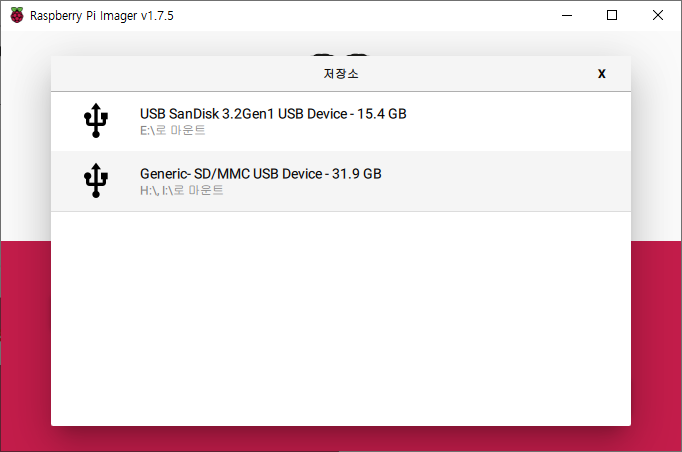 Raspberry Pi Imager v1.7.5
저장소 X
USB SanDisk 3.2Gen1 USB Device - 15.4 GB
E:\로 마운트
Generic- SD/MMC USB Device - 31.9 GB
H:\, I:\로 마운트